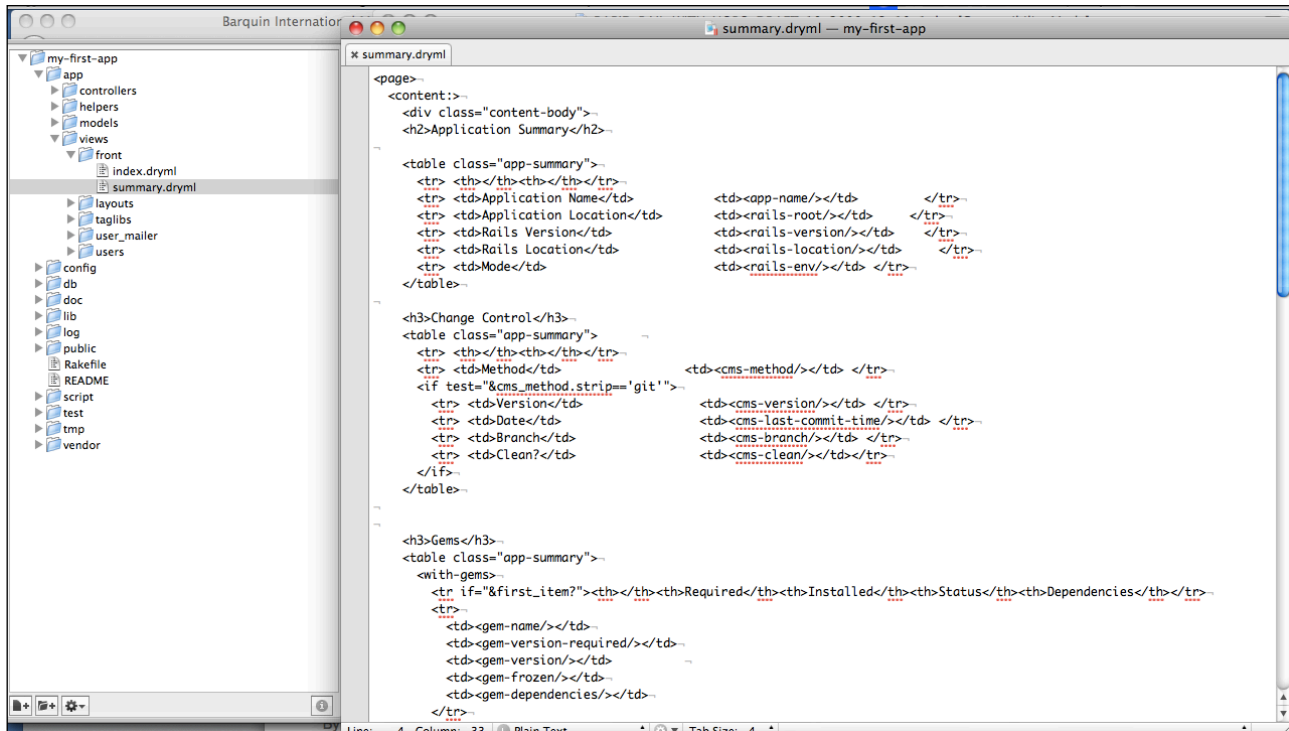 Barquin Internation
my-first-app
app
controllers
helpers
models
views
front
index.dryml
summary.dryml
layouts
taglibs
user_mailer
users
config
db
doc
lib
log
public
Rakefile
README
script
test
tmp
vendor
summary.dryml — my-first-app
summary.dryml
<page>
<content:>
<div class="content-body">
<h2>Application Summary</h2>
<table class="app-summary">
<tr> <th></th><th></th></tr>
<tr> <td>Application Name</td> <td><app-name/></td> </tr>
<tr> <td>Application Location</td> <td><rails-root/></td> </tr>
<tr> <td>Rails Version</td> <td><rails-version/></td> </tr>
<tr> <td>Rails Location</td> <td><rails-location/></td> </tr>
<tr> <td>Mode</td> <td><rails-env/></td> </tr>
</table>
<h3>Change Control</h3>
<table class="app-summary">
<tr> <th></th><th></th></tr>
<tr> <td>Method</td> <td><cms-method/></td> </tr>
<if test="&cms_method.strip=='git'">
<tr> <td>Version</td> <td><cms-version/></td> </tr>
<tr> <td>Date</td> <td><cms-last-commit-time/></td> </tr>
<tr> <td>Branch</td> <td><cms-branch/></td> </tr>
<tr> <td>Clean?</td> <td><cms-clean/></td></tr>
</if>
</table>
<h3>Gems</h3>
<table class="app-summary">
<with-gems>
<tr if="&first_item?"><th></th><th>Required</th><th>Installed</th><th>Status</th><th>Dependencies</th></tr>
<tr>
<td><gem-name/></td>
<td><gem-version-required/></td>
<td><gem-version/></td>
<td><gem-frozen/></td>
<td><gem-dependencies/></td>
</tr>
By
Line: 4 Column: 33 Plain Text Tab Size: 4